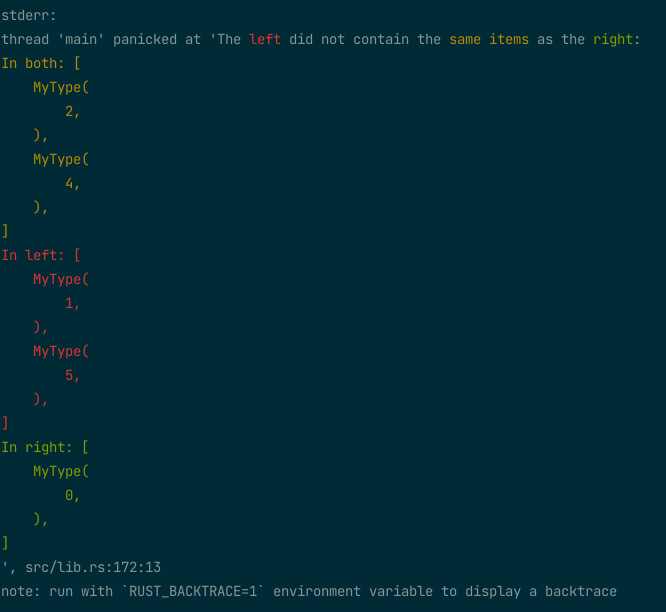 stderr:
thread 'main' panicked at 'The left did not contain the same items as the right:
In both: [
    MyType(
        2,
    ),
    MyType(
        4,
    ),
]
In left: [
    MyType(
        1,
    ),
    MyType(
        5,
    ),
]
In right: [
    MyType(
        0,
    ),
]
', src/lib.rs:172:13
note: run with `RUST_BACKTRACE=1` environment variable to display a backtrace